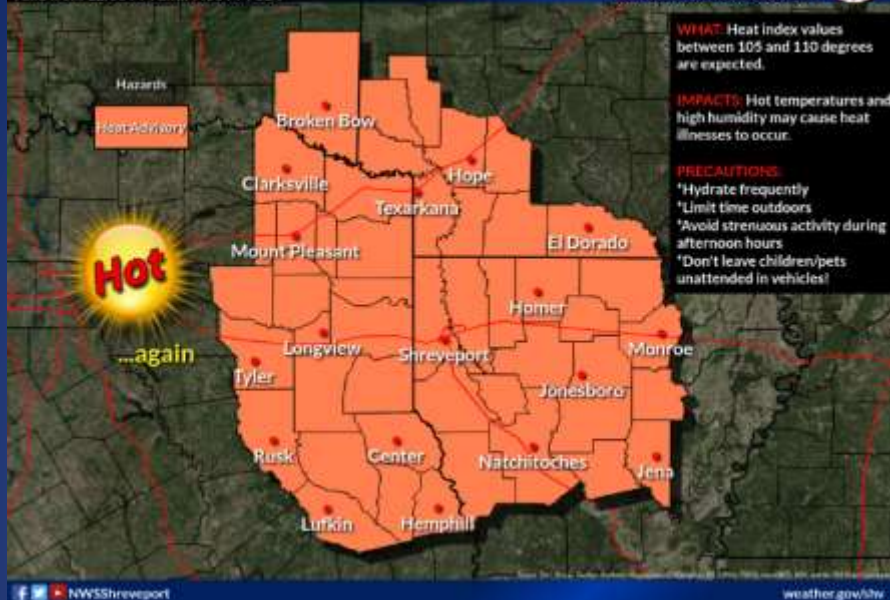 WHAT: Heat index values
between 105 and 110 degrees
are expected.
IMPACTS: Hot temperatures and
high humidity may cause heat
illnesses to occur.
PRECAUTIONS:
*Hydrate frequently
*Limit time outdoors
*Avoid strenuous activity during
afternoon hours
*Don't leave children/pets
unattended in vehicles!
Hazards
Heat Advisory
Broken Bow
Hope
Clarksville
Texarkana
Mount Pleasant
El Dorado
Hot
...again
Homer
Longview
Shreveport
Monroe
Tyler
Jonesboro
Rusk
Center
Natchitoches
Jena
Lufkin
Hemphill
NWSShreveport
weather.gov/shv